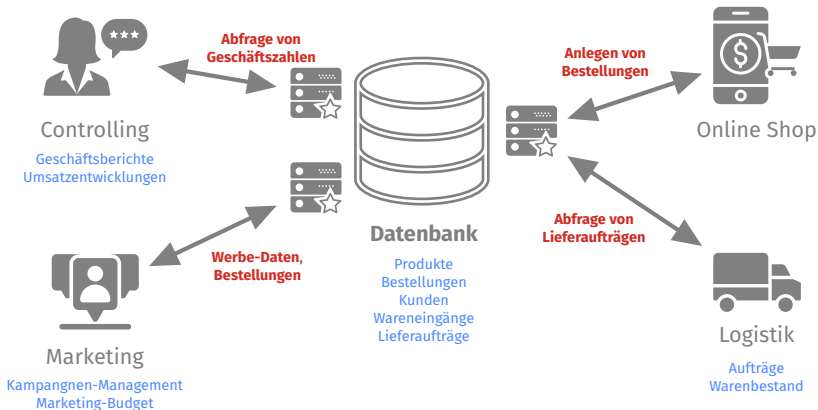 Abfrage von
Geschäftszahlen
Controlling
Geschäftsberichte
Umsatzentwicklungen
Anlegen von
Bestellungen
$
Online Shop
Werbe-Daten,
Bestellungen
Marketing
Kampangnen-Management
Marketing-Budget
Datenbank
Produkte
Bestellungen
Kunden
Wareneingänge
Lieferaufträge
Abfrage von
Lieferaufträgen
Logistik
Aufträge
Warenbestand